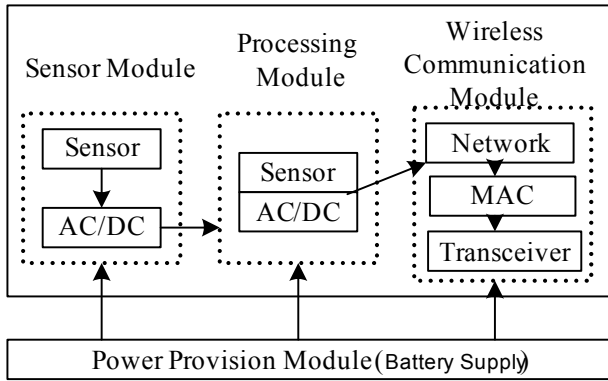 Sensor Module
Sensor
AC/DC
Processing
Module
Sensor
AC/DC
Wireless
Communication
Module
Network
MAC
Transceiver
Power Provision Module(Battery Supply)